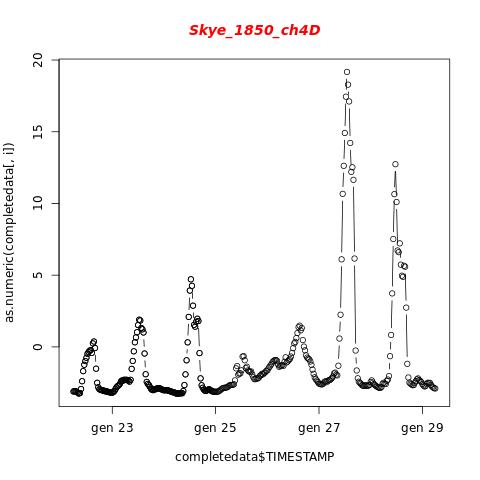 Skye_1850_ch4D
as.numeric(completedata[, i])
20
15
10
5
0
gen 23
gen 25
gen 27
gen 29
completedata$TIMESTAMP